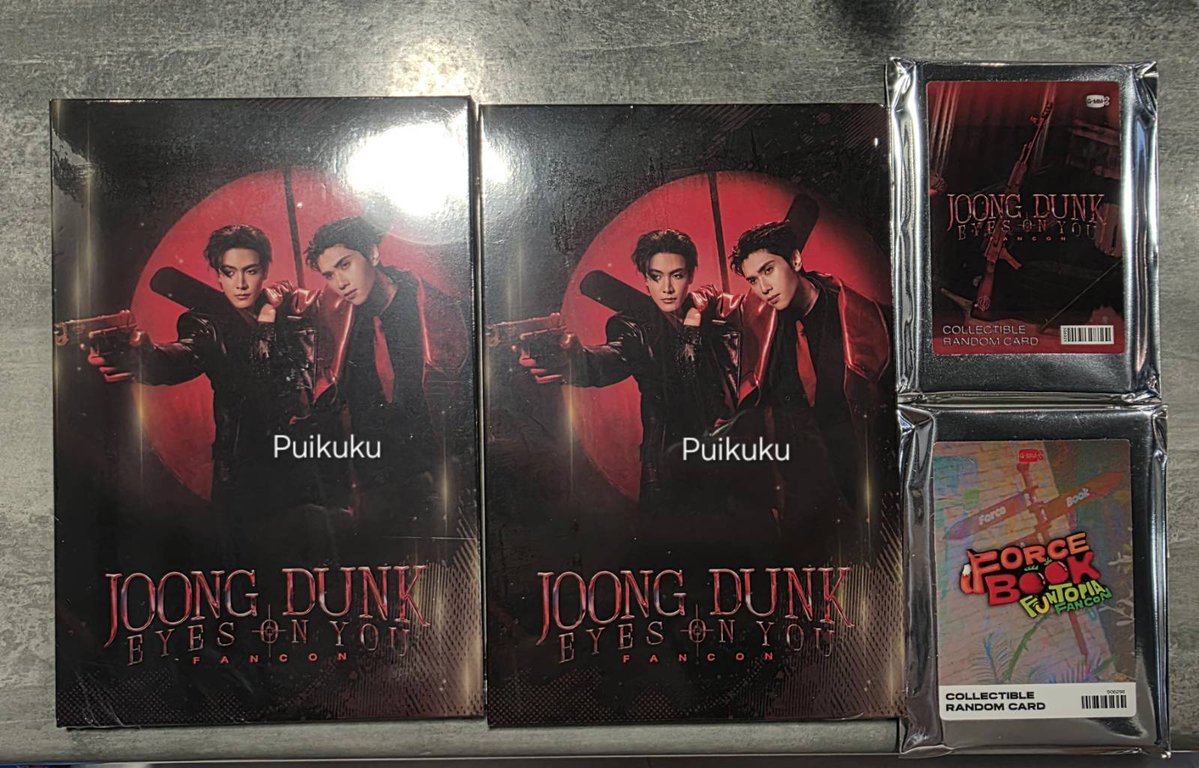 Puikuku
JOONG DUNK
EYES ON YOU
FANCON
Puikuku
JOONG DUNK
EYES ON YOU
FANCON
JOONG DUNK
EYES ON YOU
FANCON
COLLECTIBLE
RANDOM CARD
Force
Book
FORCE
BOOK
FUNTOPIA
FANCON
COLLECTIBLE
RANDOM CARD